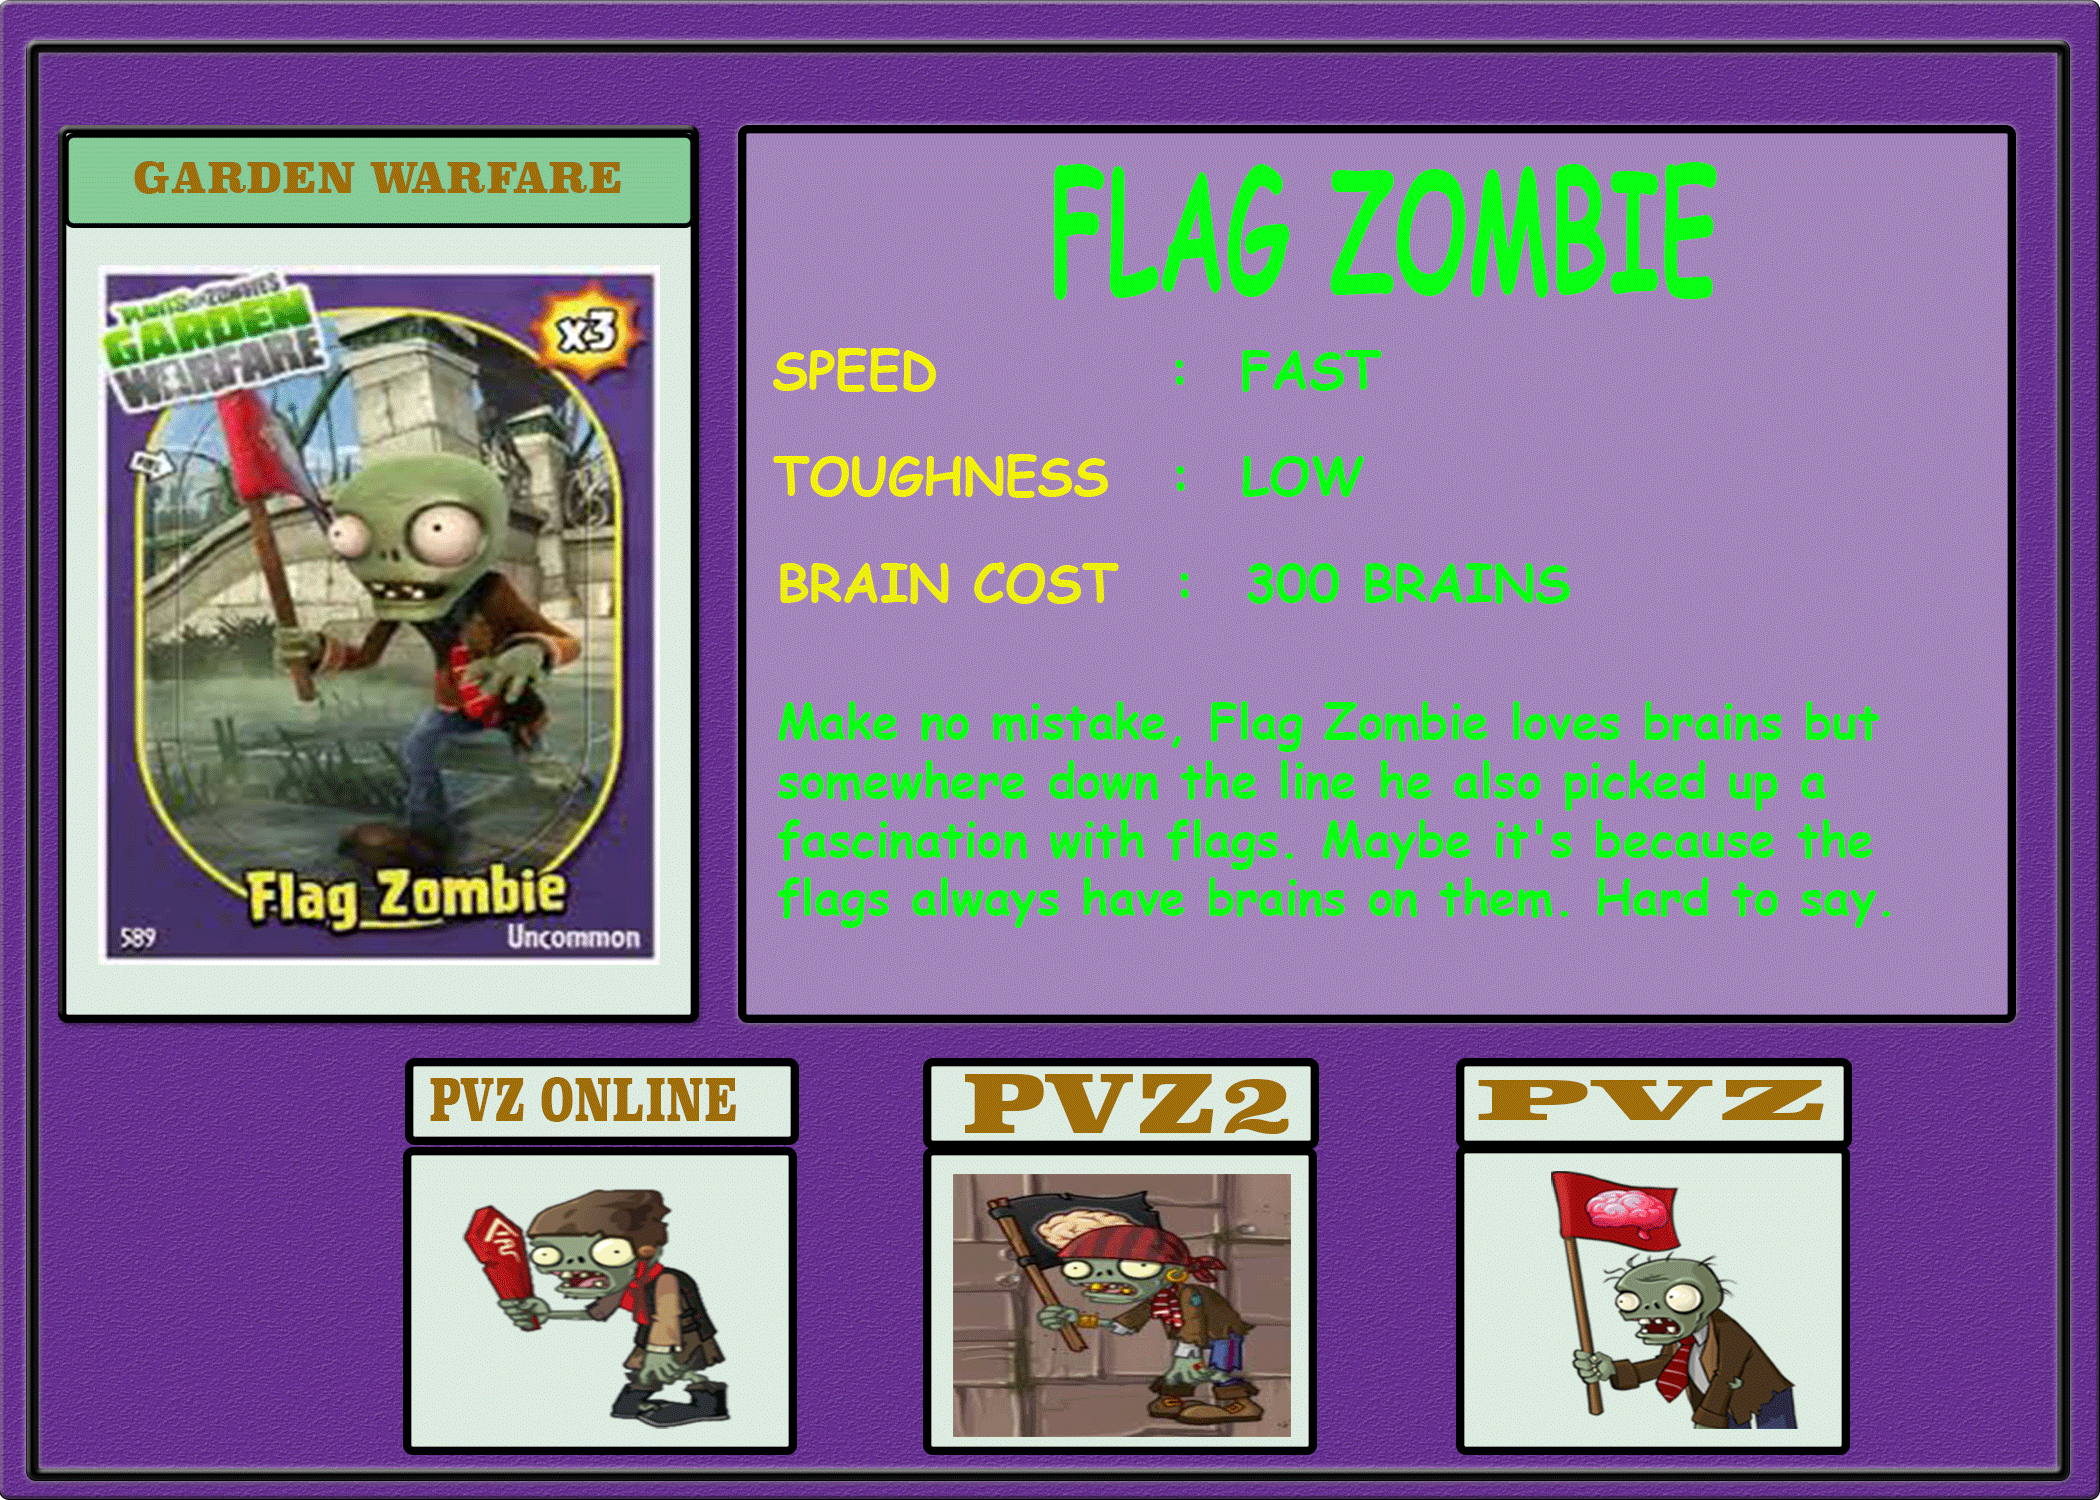 GARDEN WARFARE
PLANTS VS. ZOMBIES
GARDEN
WARFARE
x3
Flag Zombie
589
Uncommon
FLAG ZOMBIE
SPEED : FAST
TOUGHNESS : LOW
BRAIN COST : 300 BRAINS
Make no mistake, Flag Zombie loves brains but
somewhere down the line he also picked up a
fascination with flags. Maybe it's because the
flags always have brains on them. Hard to say.
PVZ ONLINE
PVZ2
PVZ